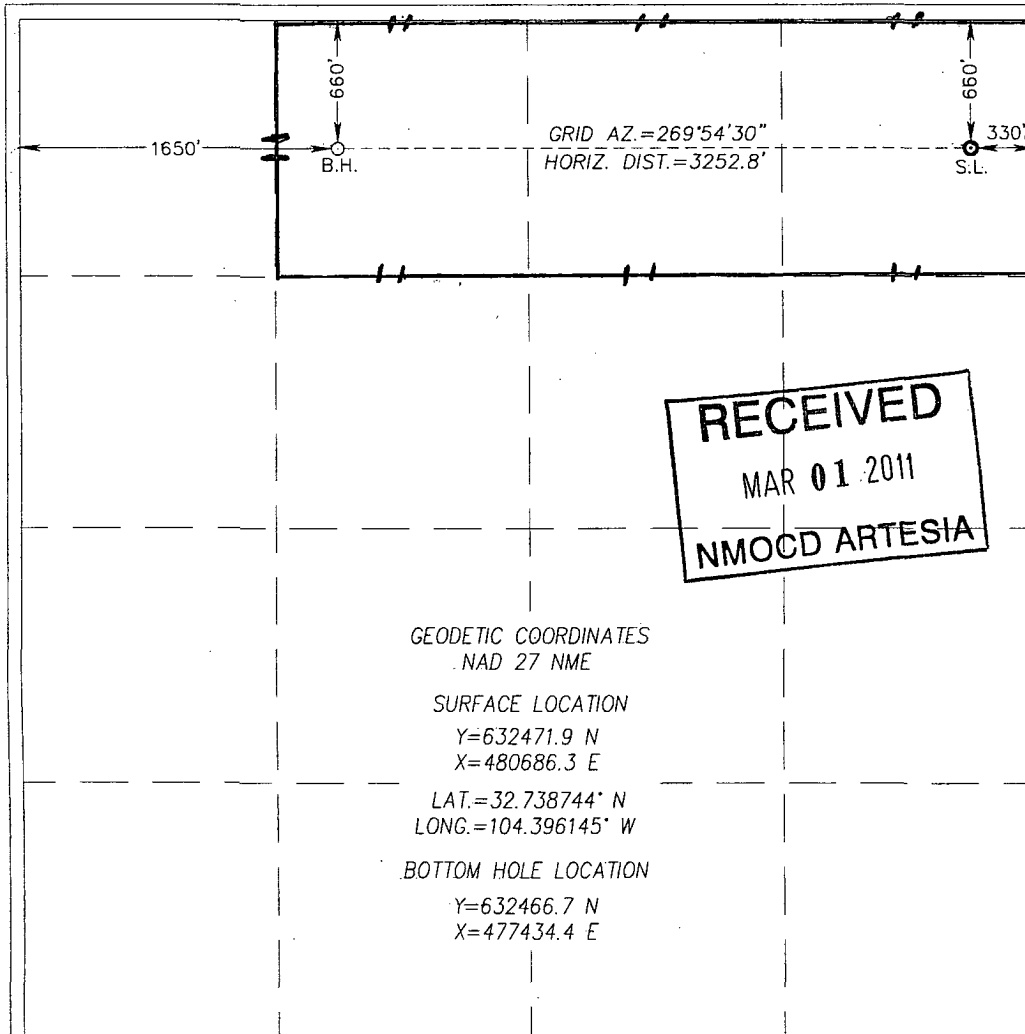 660'
660'
1650'
GRID AZ.=269°54'30"
HORIZ. DIST.=3252.8'
330'
B.H.
S.L.
RECEIVED
MAR 01 2011
NMOCD ARTESIA
GEODETIC COORDINATES
NAD 27 NME
SURFACE LOCATION
Y=632471.9 N
X=480686.3 E
LAT.=32.738744° N
LONG.=104.396145° W
BOTTOM HOLE LOCATION
Y=632466.7 N
X=477434.4 E